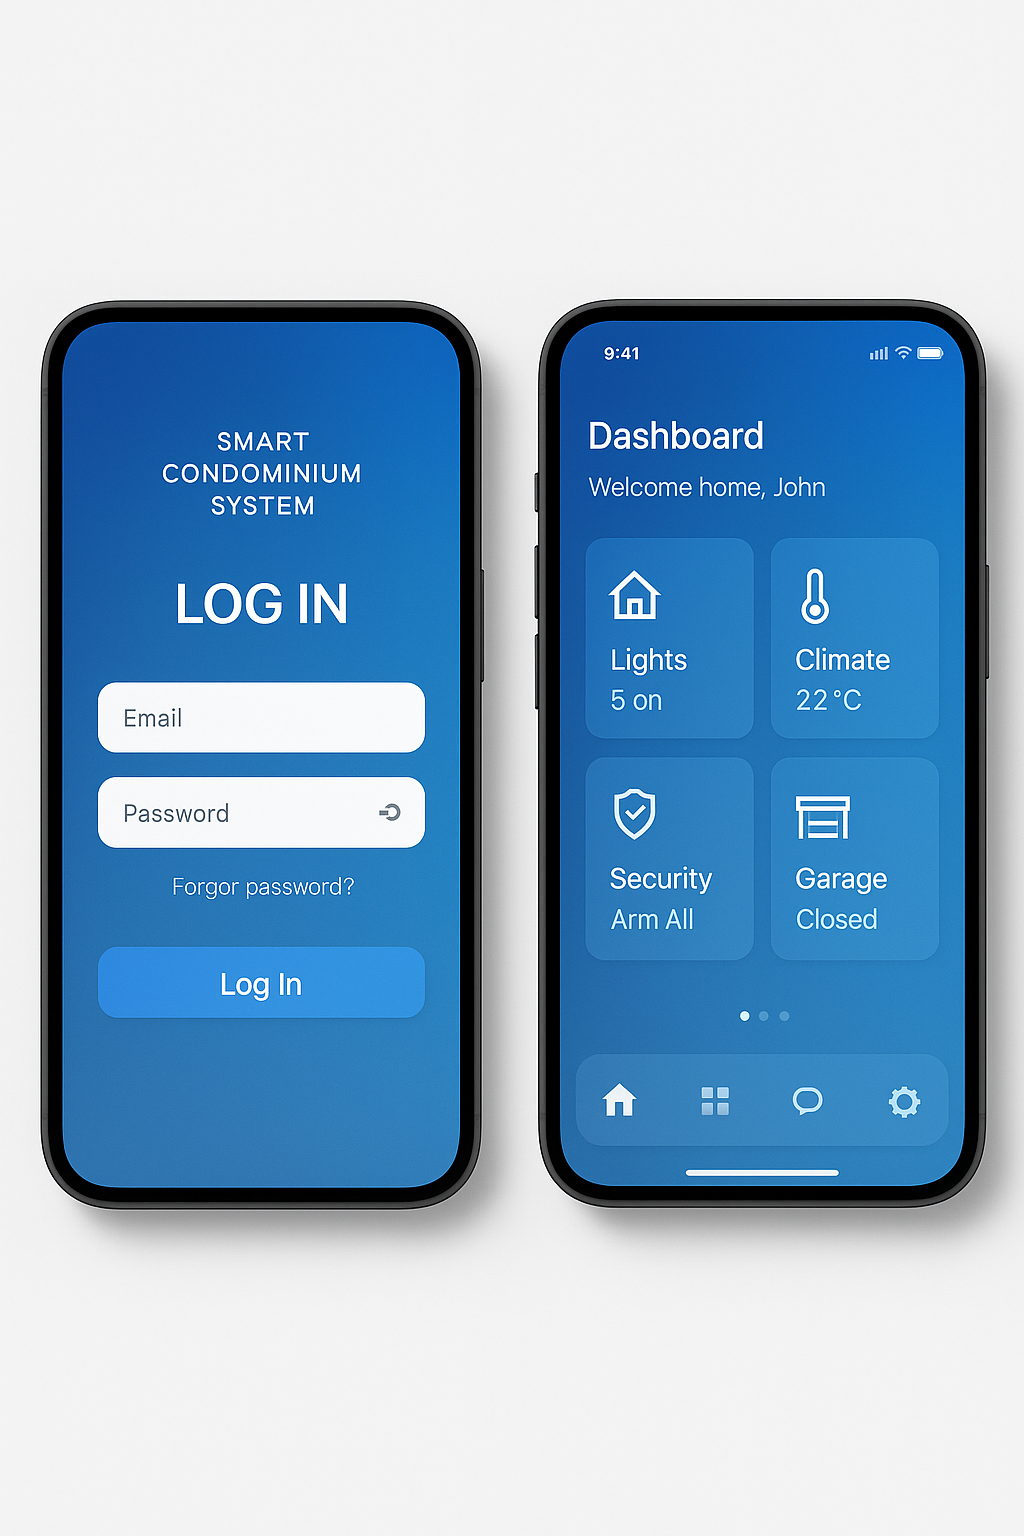 SMART
CONDOMINIUM
SYSTEM
LOG IN
Email
Password
Forgor password?
Log In
9:41
Dashboard
Welcome home, John
Lights
5 on
Climate
22 °C
Security
Arm All
Garage
Closed